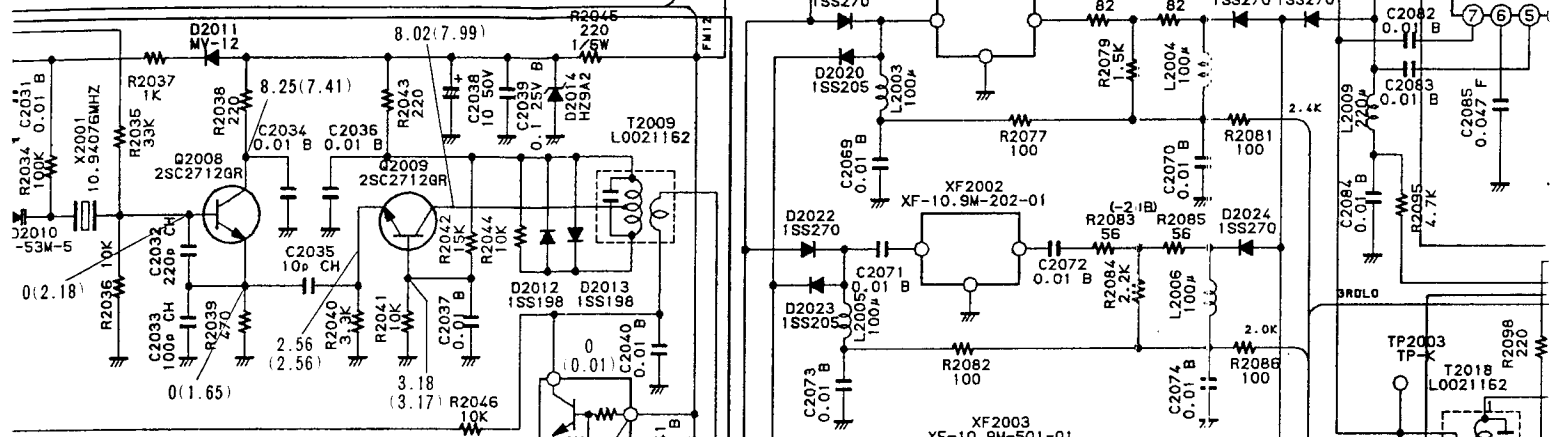 D2011
MV-12
R2037
1K
C2031
0.01 B
R2034
100K
X2001
10.94076MHZ
R2035
33K
R2038
220
8.25(7.41)
8.02(7.99)
R2043
220
C2038
10 50V
C2039
0.1 25V B
D2014
HZ9A2
R2045
220
1/6W
FM12
C2034
0.01 B
C2036
0.01 B
T2009
L0021162
Q2008
2SC2712GR
Q2009
2SC2712GR
D2010
-53M-5
0(2.18)
R2036 10K
C2032
220p CH
C2033
100p CH
R2039
470
C2035
10p CH
R2040
3.3K
2.56
(2.56)
0(1.65)
R2041
10K
R2042
15K
R2044
10K
C2037
0.01 B
3.18
(3.17)
D2012
1SS198
D2013
1SS198
0
(0.01)
C2040
0.01 B
R2046
10K
B
1SS270
D2020
1SS205
L2003
100μ
82
82
R2079
1.5K
L2004
100μ
1SS270
1SS270
R2077
100
2.4K
R2081
100
C2069
0.01 B
C2070
0.01 B
XF2002
XF-10.9M-202-01
D2022
1SS270
C2071
0.01 B
D2023
1SS205
L2005
100μ
C2072
0.01 B
R2083
56
R2085
56
D2024
1SS270
R2084
2.2K
L2006
100μ
2.0K
R2082
100
R2086
100
C2073
0.01 B
C2074
0.01 B
XF2003
XF-10.9M-501-01
C2082
0.01 B
7 6 5
C2083
0.01 B
L2009
220μ
C2085
0.047 F
C2084
0.01 B
R2095
4.7K
3RDLO
TP2003
TP-K
R2098
220
T2018
L0021162
1